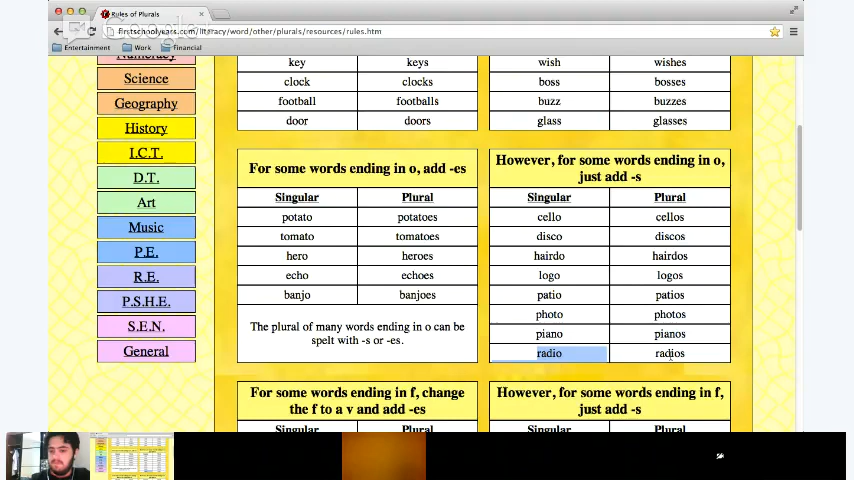 Rules of Plurals
Google
firstschoolyears.com/literacy/word/other/plurals/resources/rules.htm
Entertainment Work Financial
Numeracy
Science
Geography
History
I.C.T.
D.T.
Art
Music
P.E.
R.E.
P.S.H.E.
S.E.N.
General
key keys
clock clocks
football footballs
door doors
wish wishes
boss bosses
buzz buzzes
glass glasses
For some words ending in o, add -es
Singular Plural
potato potatoes
tomato tomatoes
hero heroes
echo echoes
banjo banjoes
The plural of many words ending in o can be
spelt with -s or -es.
However, for some words ending in o,
just add -s
Singular Plural
cello cellos
disco discos
hairdo hairdos
logo logos
patio patios
photo photos
piano pianos
radio radios
For some words ending in f, change
the f to a v and add -es
Singular Plural
However, for some words ending in f,
just add -s
Singular Plural